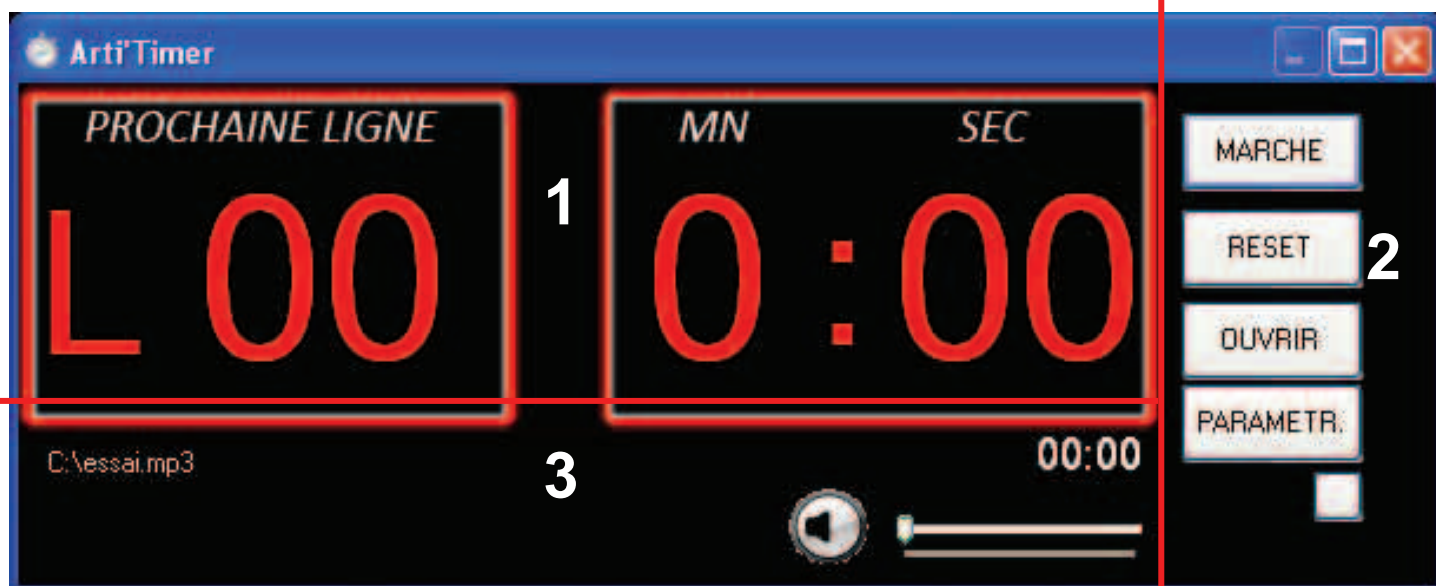 Arti'Timer
PROCHAINE LIGNE
L 00
1
MN SEC
0 : 00
MARCHE
RESET
2
OUVRIR
PARAMETR.
C:\essai.mp3
3
00:00